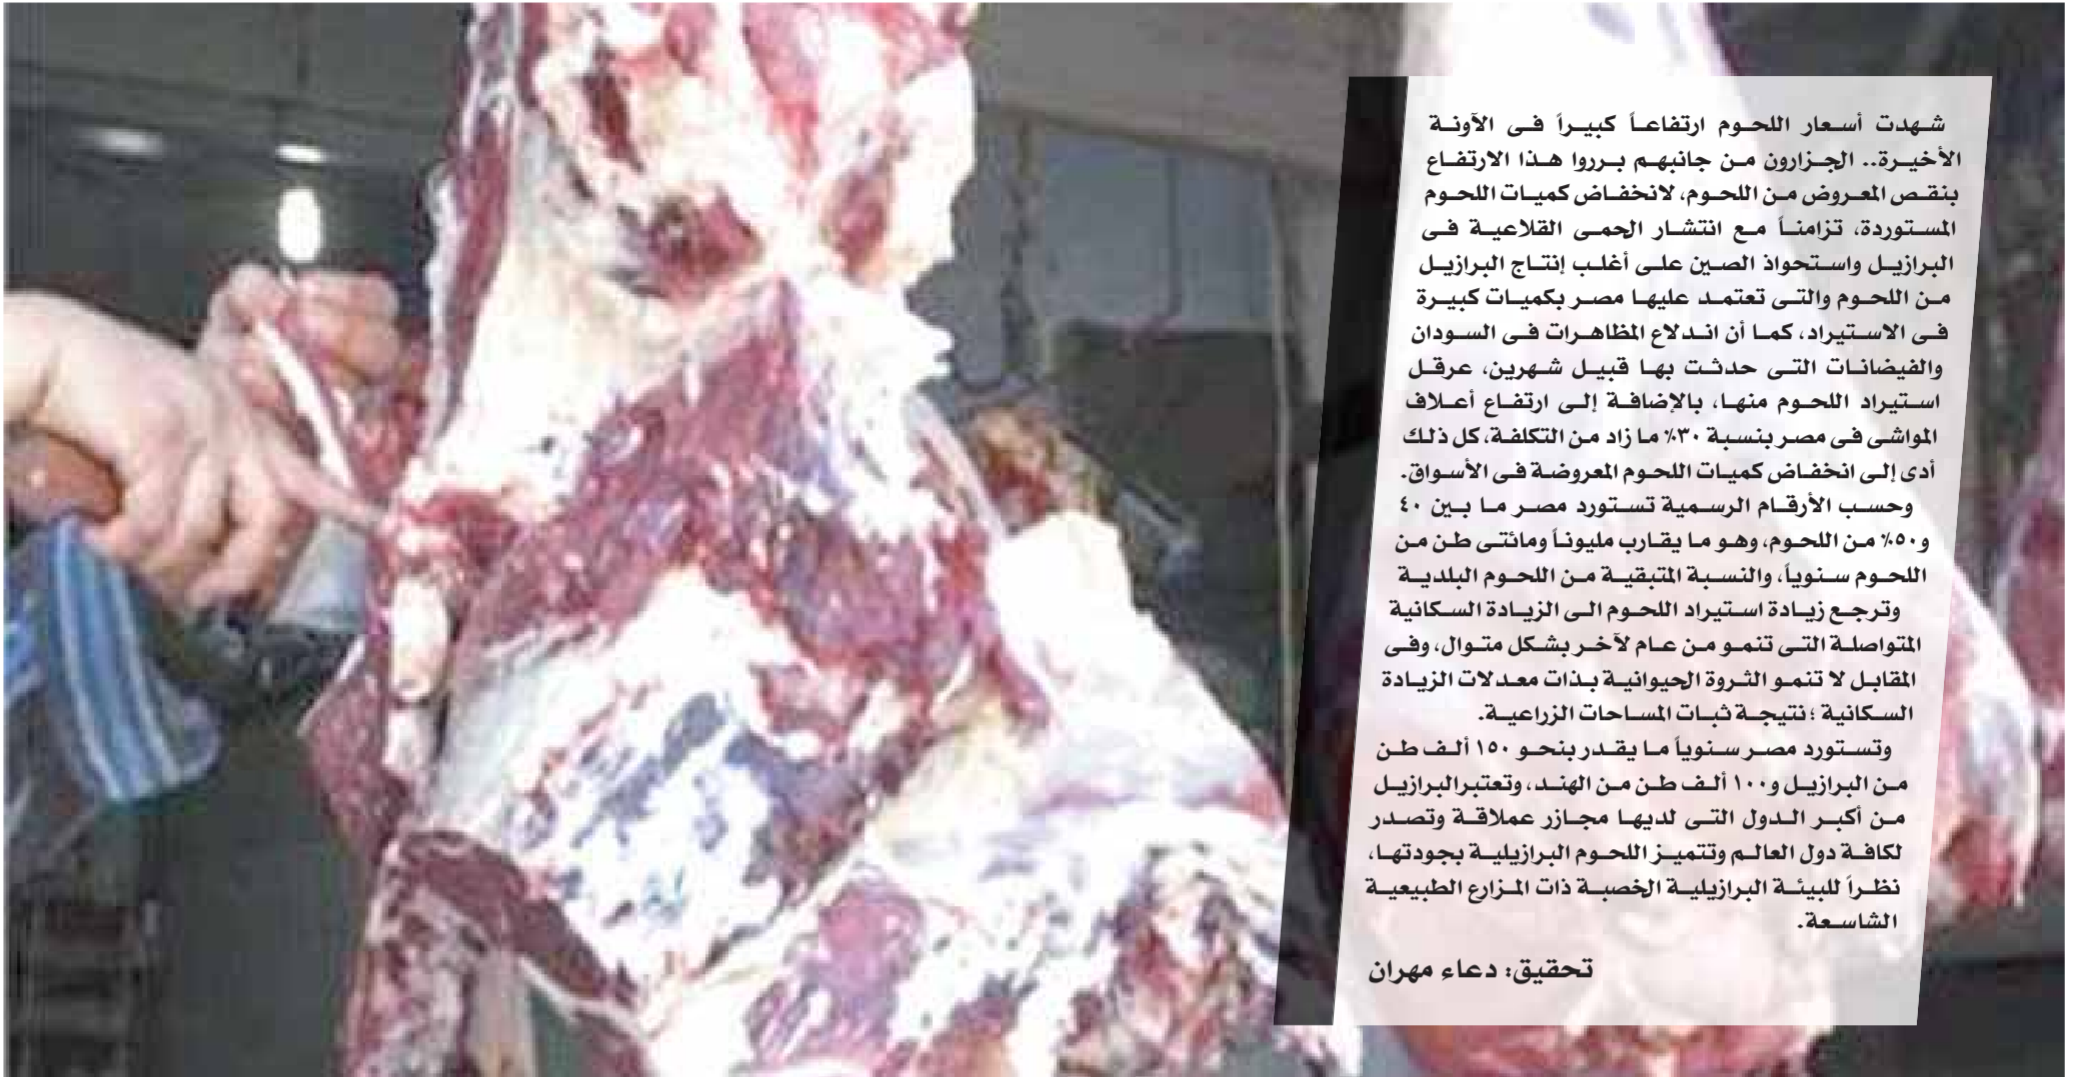 شهدت أسعار اللحوم ارتفاعاً كبيراً فى الآونة
الأخيرة.. الجزارون من جانبهم برروا هذا الارتفاع
بنقص المعروض من اللحوم، لانخفاض كميات اللحوم
المستوردة، تزامناً مع انتشار الحمى القلاعية فى
البرازيل واستحواذ الصين على أغلب إنتاج البرازيل
من اللحوم والتى تعتمد عليها مصر بكميات كبيرة
فى الاستيراد، كما أن اندلاع المظاهرات فى السودان
والفيضانات التى حدثت بها قبيل شهرين، عرقل
استيراد اللحوم منها، بالإضافة إلى ارتفاع أعلاف
المواشى فى مصر بنسبة ٣٠٪ ما زاد من التكلفة، كل ذلك
أدى إلى انخفاض كميات اللحوم المعروضة فى الأسواق.
وحسب الأرقام الرسمية تستورد مصر ما بين ٤٠
و٥٠٪ من اللحوم، وهو ما يقارب مليوناً ومائتى طن من
اللحوم سنوياً، والنسبة المتبقية من اللحوم البلدية
وترجع زيادة استيراد اللحوم الى الزيادة السكانية
المتواصلة التى تنمو من عام لآخر بشكل متوال، وفى
المقابل لا تنمو الثروة الحيوانية بذات معدلات الزيادة
السكانية ؛ نتيجة ثبات المساحات الزراعية.
وتستورد مصر سنوياً ما يقدر بنحو ١٥٠ ألف طن
من البرازيل و١٠٠ ألف طن من الهند، وتعتبرالبرازيل
من أكبر الدول التى لديها مجازر عملاقة وتصدر
لكافة دول العالم وتتميز اللحوم البرازيلية بجودتها،
نظراً للبيئة البرازيلية الخصبة ذات المزارع الطبيعية
الشاسعة.
تحقيق: دعاء مهران